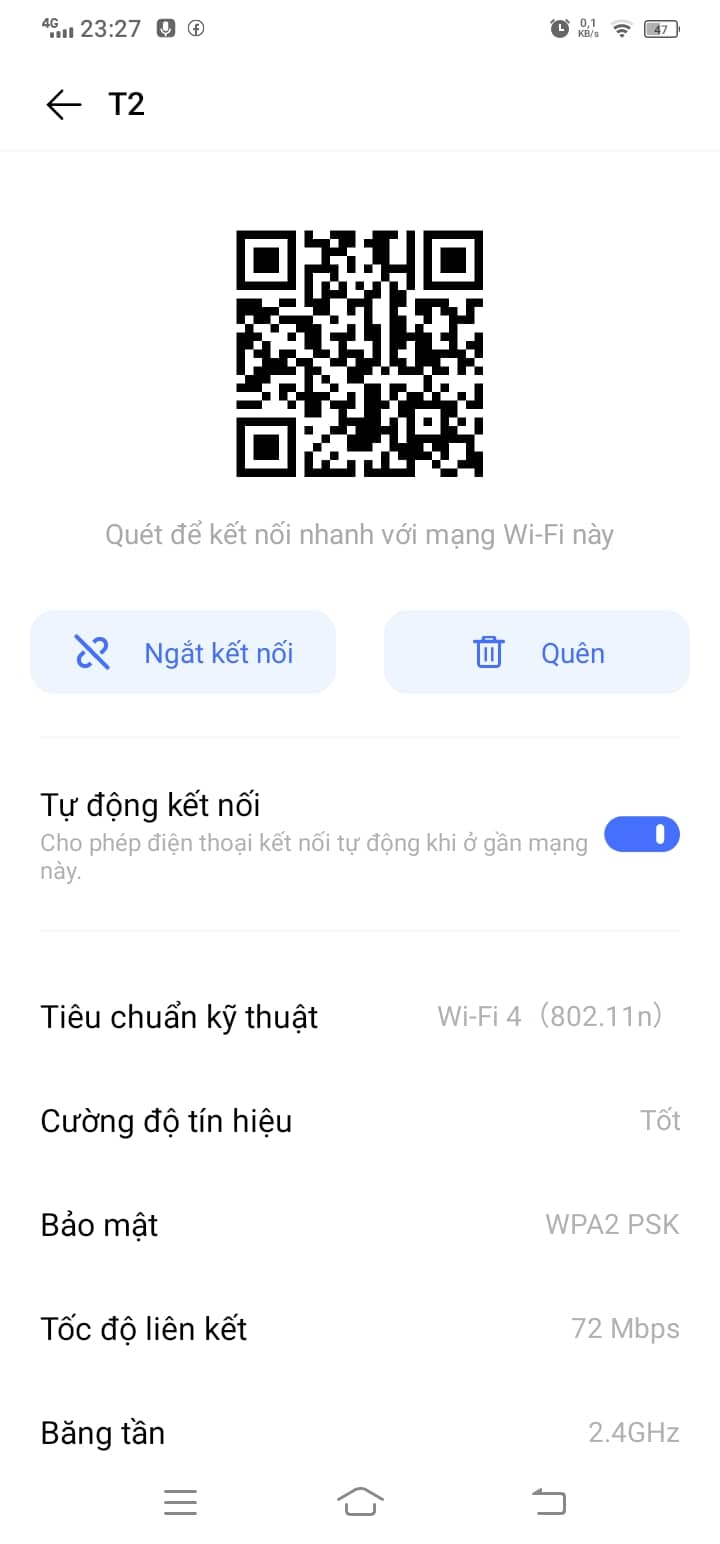 4G 23:27 0,1 KB/s 47
T2
Quét để kết nối nhanh với mạng Wi-Fi này
Ngắt kết nối Quên
Tự động kết nối
Cho phép điện thoại kết nối tự động khi ở gần mạng
này.
Tiêu chuẩn kỹ thuật Wi-Fi 4（802.11n）
Cường độ tín hiệu Tốt
Bảo mật WPA2 PSK
Tốc độ liên kết 72 Mbps
Băng tần 2.4GHz